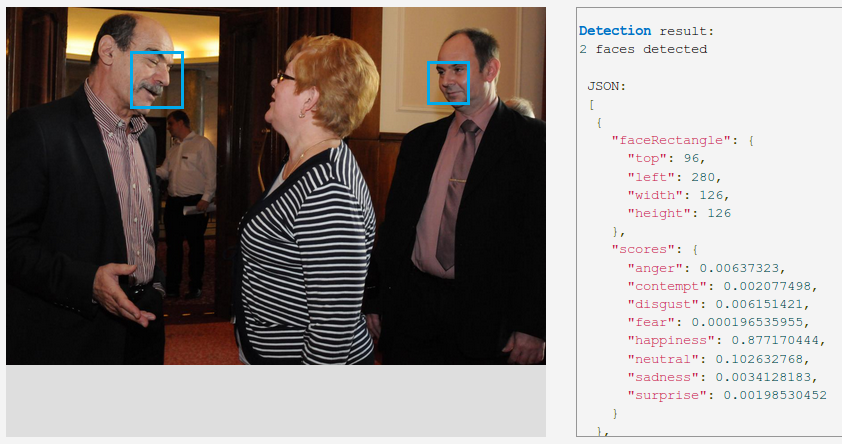 Detection result:
2 faces detected
JSON:
[
{
"faceRectangle": {
"top": 96,
"left": 280,
"width": 126,
"height": 126
},
"scores": {
"anger": 0.00637323,
"contempt": 0.002077498,
"disgust": 0.006151421,
"fear": 0.000196535955,
"happiness": 0.877170444,
"neutral": 0.102632768,
"sadness": 0.0034128183,
"surprise": 0.00198530452
}
},